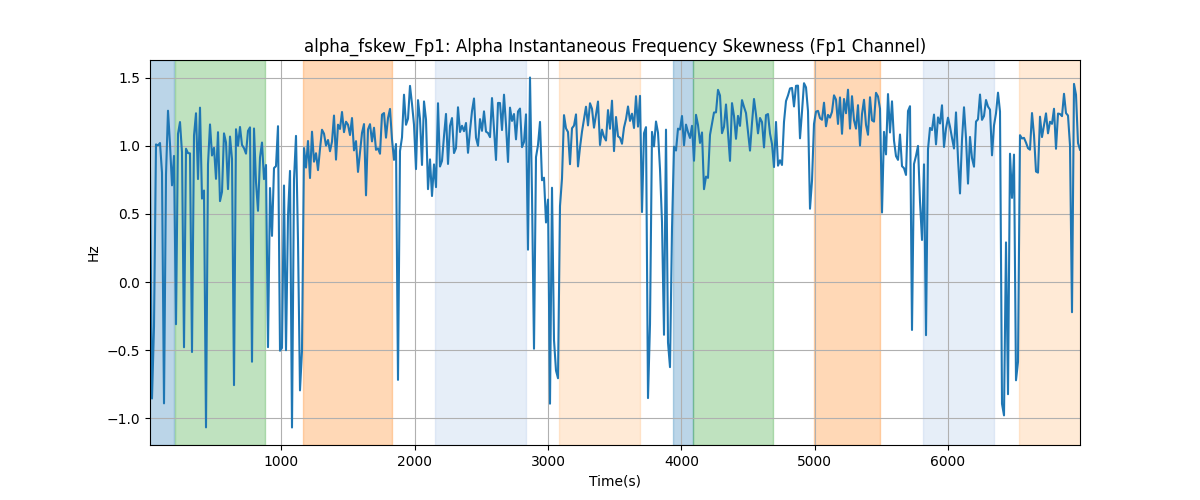 alpha_fskew_Fp1: Alpha Instantaneous Frequency Skewness (Fp1 Channel)
1.5
1.0
0.5
0.0
−0.5
−1.0
Hz
1000 2000 3000 4000 5000 6000
Time(s)